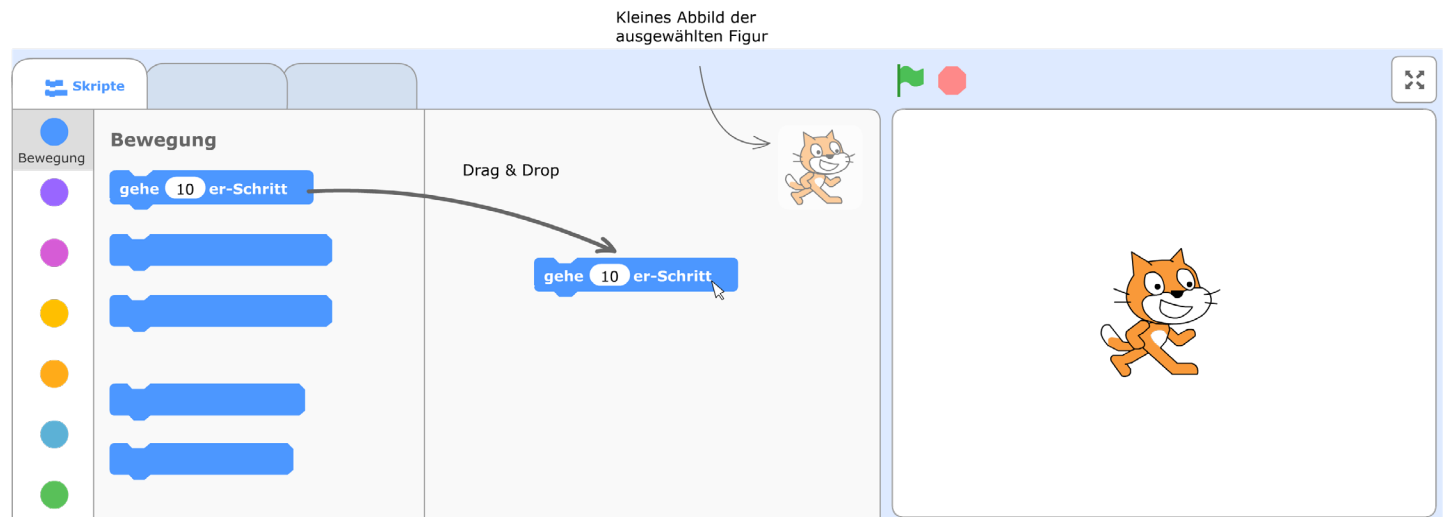 Kleines Abbild der
ausgewählten Figur
Skripte
Bewegung
Bewegung
gehe 10 er-Schritt
Drag & Drop
gehe 10 er-Schritt